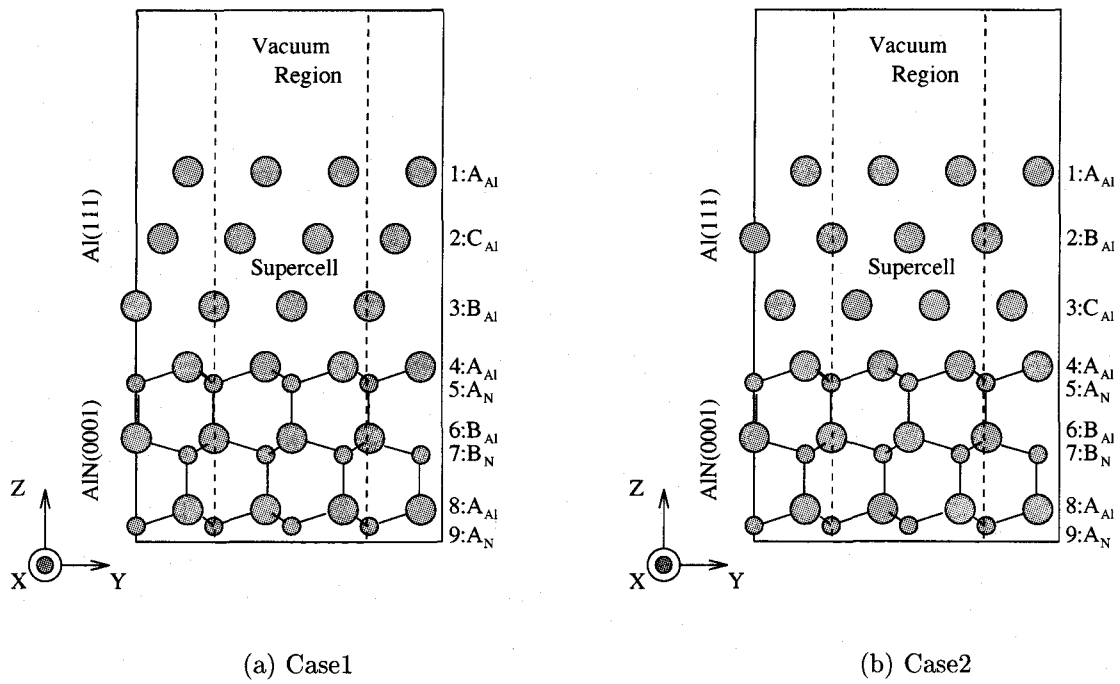 Vacuum
Region
Al(111)
1:A_Al
2:C_Al
Supercell
3:B_Al
AlN(0001)
4:A_Al
5:A_N
6:B_Al
7:B_N
8:A_Al
9:A_N
Z
X
Y
(a) Case1
Vacuum
Region
Al(111)
1:A_Al
2:B_Al
Supercell
3:C_Al
AlN(0001)
4:A_Al
5:A_N
6:B_Al
7:B_N
8:A_Al
9:A_N
Z
X
Y
(b) Case2